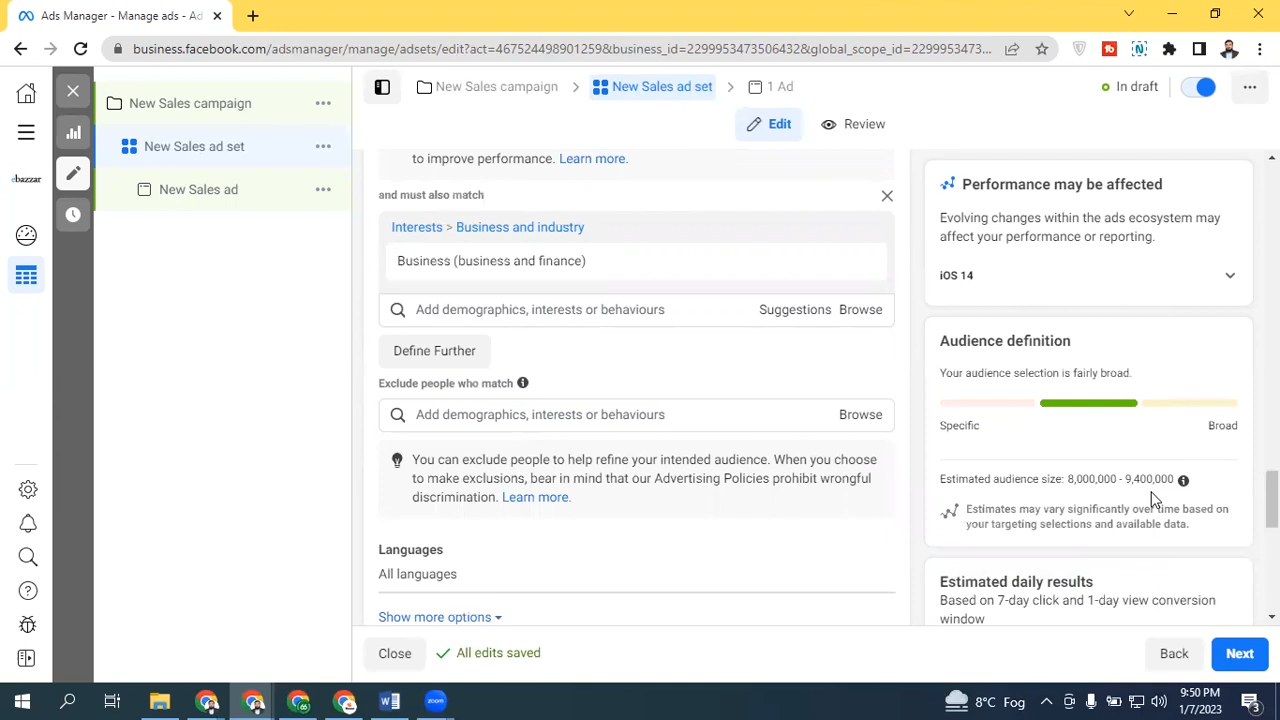 Ads Manager - Manage ads - Ad
business.facebook.com/adsmanager/manage/adsets/edit?act=467524498901259&business_id=2299953473506432&global_scope_id=2299953473...
ebazzar
New Sales campaign
New Sales ad set
New Sales ad
New Sales campaign
New Sales ad set
1 Ad
In draft
Edit
Review
to improve performance. Learn more.
and must also match
Interests > Business and industry
Business (business and finance)
Add demographics, interests or behaviours
Suggestions
Browse
Define Further
Exclude people who match
Add demographics, interests or behaviours
Browse
You can exclude people to help refine your intended audience. When you choose
to make exclusions, bear in mind that our Advertising Policies prohibit wrongful
discrimination. Learn more.
Languages
All languages
Show more options
Performance may be affected
Evolving changes within the ads ecosystem may
affect your performance or reporting.
iOS 14
Audience definition
Your audience selection is fairly broad.
Specific
Broad
Estimated audience size: 8,000,000 - 9,400,000
Estimates may vary significantly over time based on
your targeting selections and available data.
Estimated daily results
Based on 7-day click and 1-day view conversion
window
Close
All edits saved
Back
Next
8°C Fog
9:50 PM
1/7/2023
3